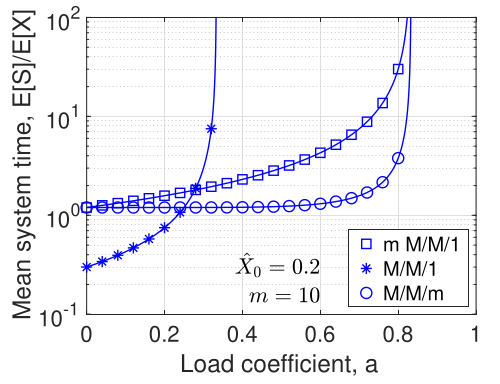 Mean system time, E[S]/E[X]
10^2
10^1
10^0
10^-1
X̂_0 = 0.2
m = 10
m M/M/1
M/M/1
M/M/m
0 0.2 0.4 0.6 0.8 1
Load coefficient, a